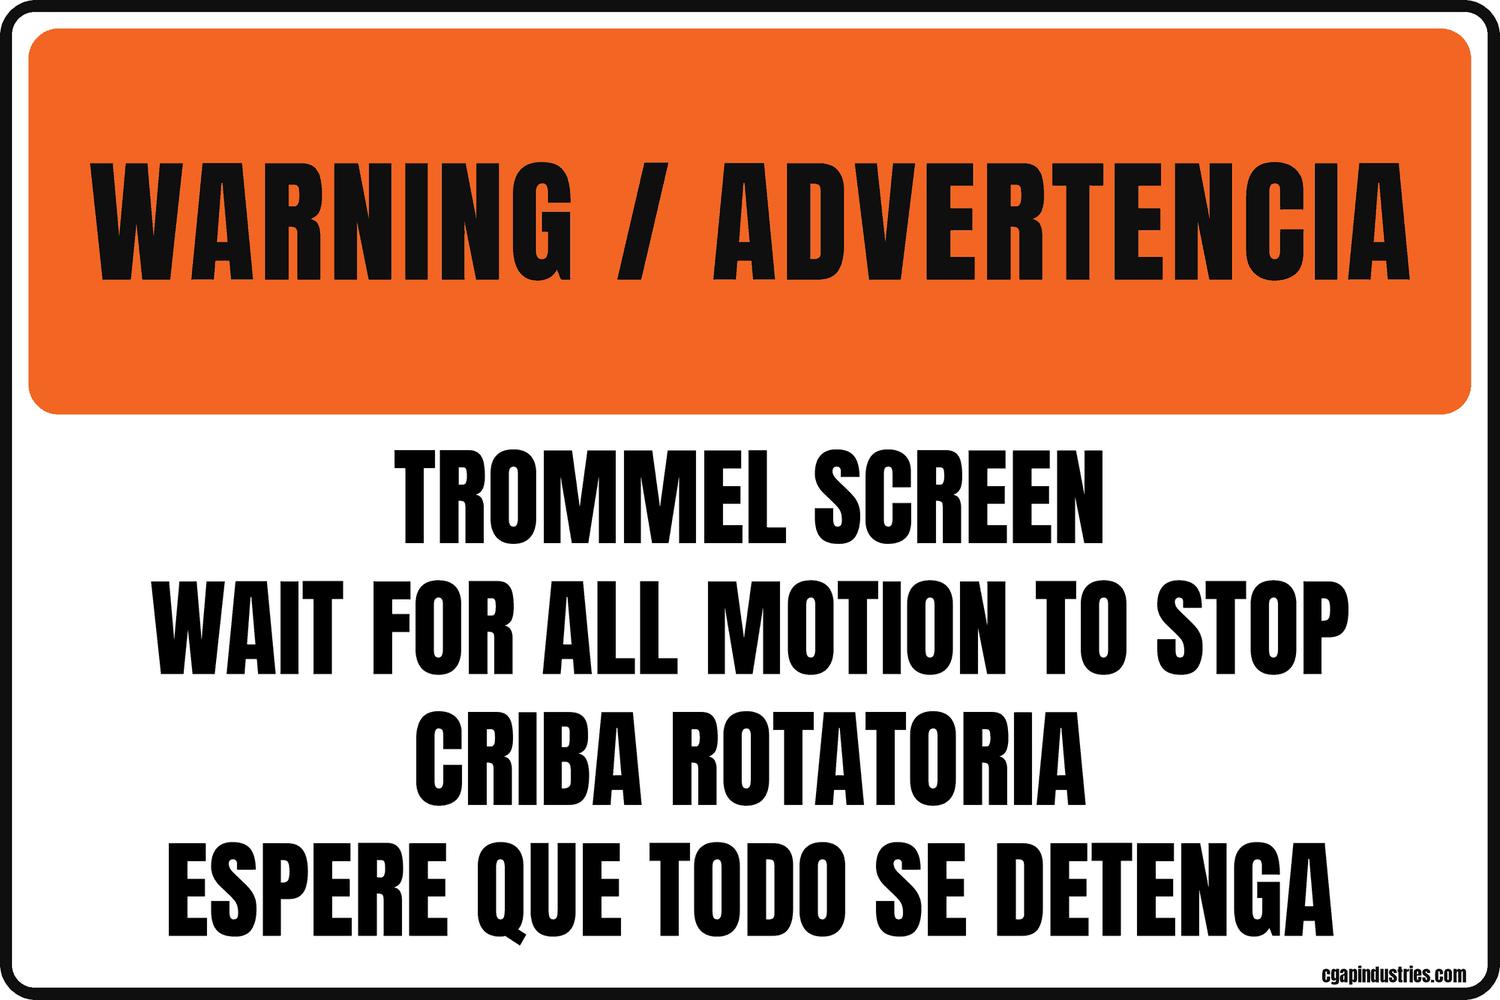 WARNING / ADVERTENCIA
TROMMEL SCREEN
WAIT FOR ALL MOTION TO STOP
CRIBA ROTATORIA
ESPERE QUE TODO SE DETENGA
cgapindustries.com